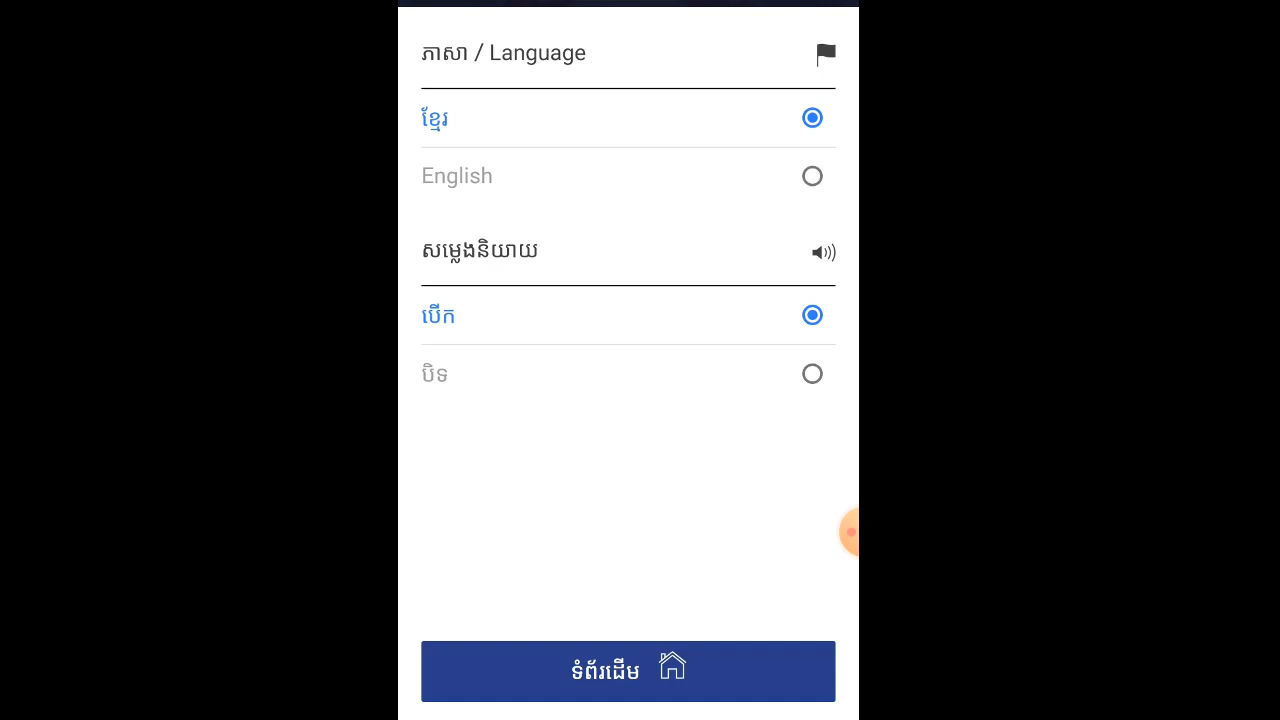 ភាសា / Language
ខ្មែរ
English
សម្លេងនិយាយ
បើក
បិទ
ទំព័រដើម